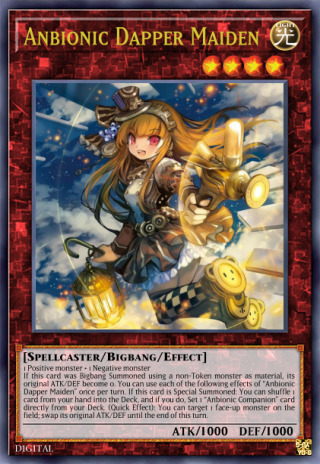 Anbionic Dapper Maiden
LIGHT
光
[Spellcaster/Bigbang/Effect]
1 Positive monster + 1 Negative monster
If this card was Bigbang Summoned using a non-Token monster as material, its
original ATK/DEF become 0. You can use each of the following effects of "Anbionic
Dapper Maiden" once per turn. If this card is Special Summoned: You can shuffle 1
card from your hand into the Deck, and if you do, Set 1 "Anbionic Companion" card
directly from your Deck. (Quick Effect): You can target 1 face-up monster on the
field; swap its original ATK/DEF until the end of this turn.
ATK/1000 DEF/1000
DIGITAL